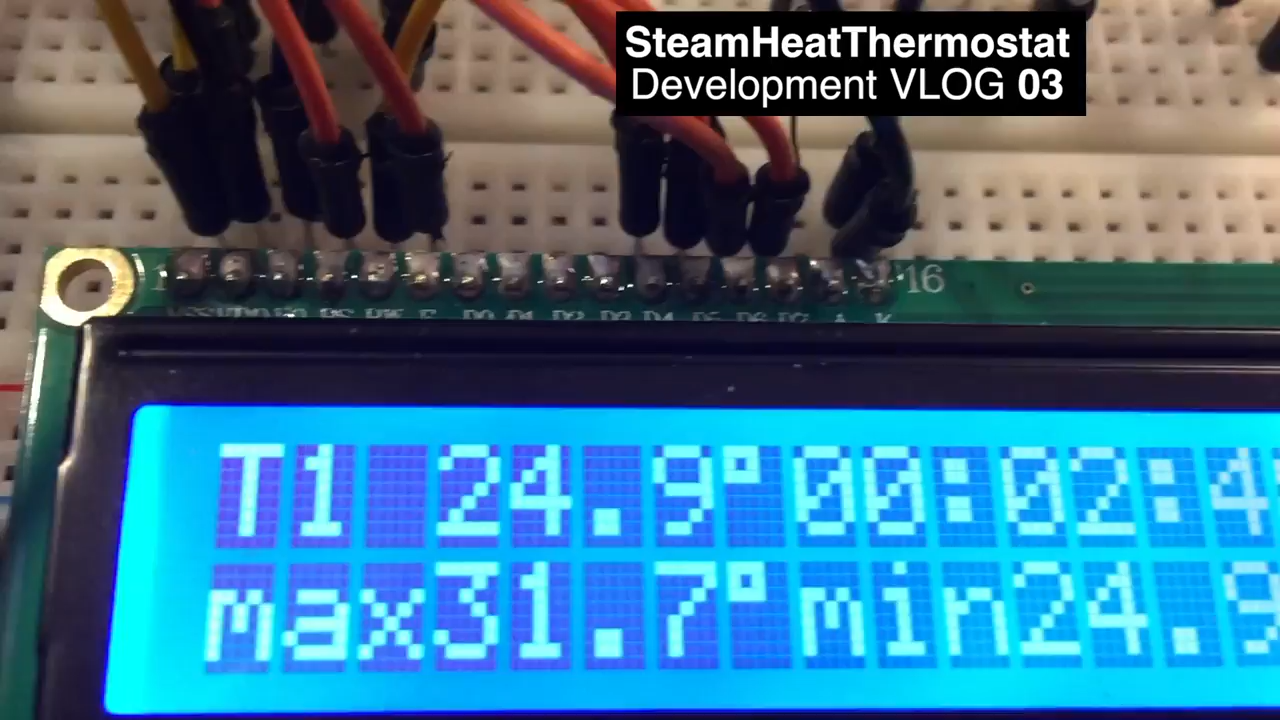 SteamHeatThermostat
Development VLOG 03
16
T1 24.9° 00:02:4
max31.7° min24.9